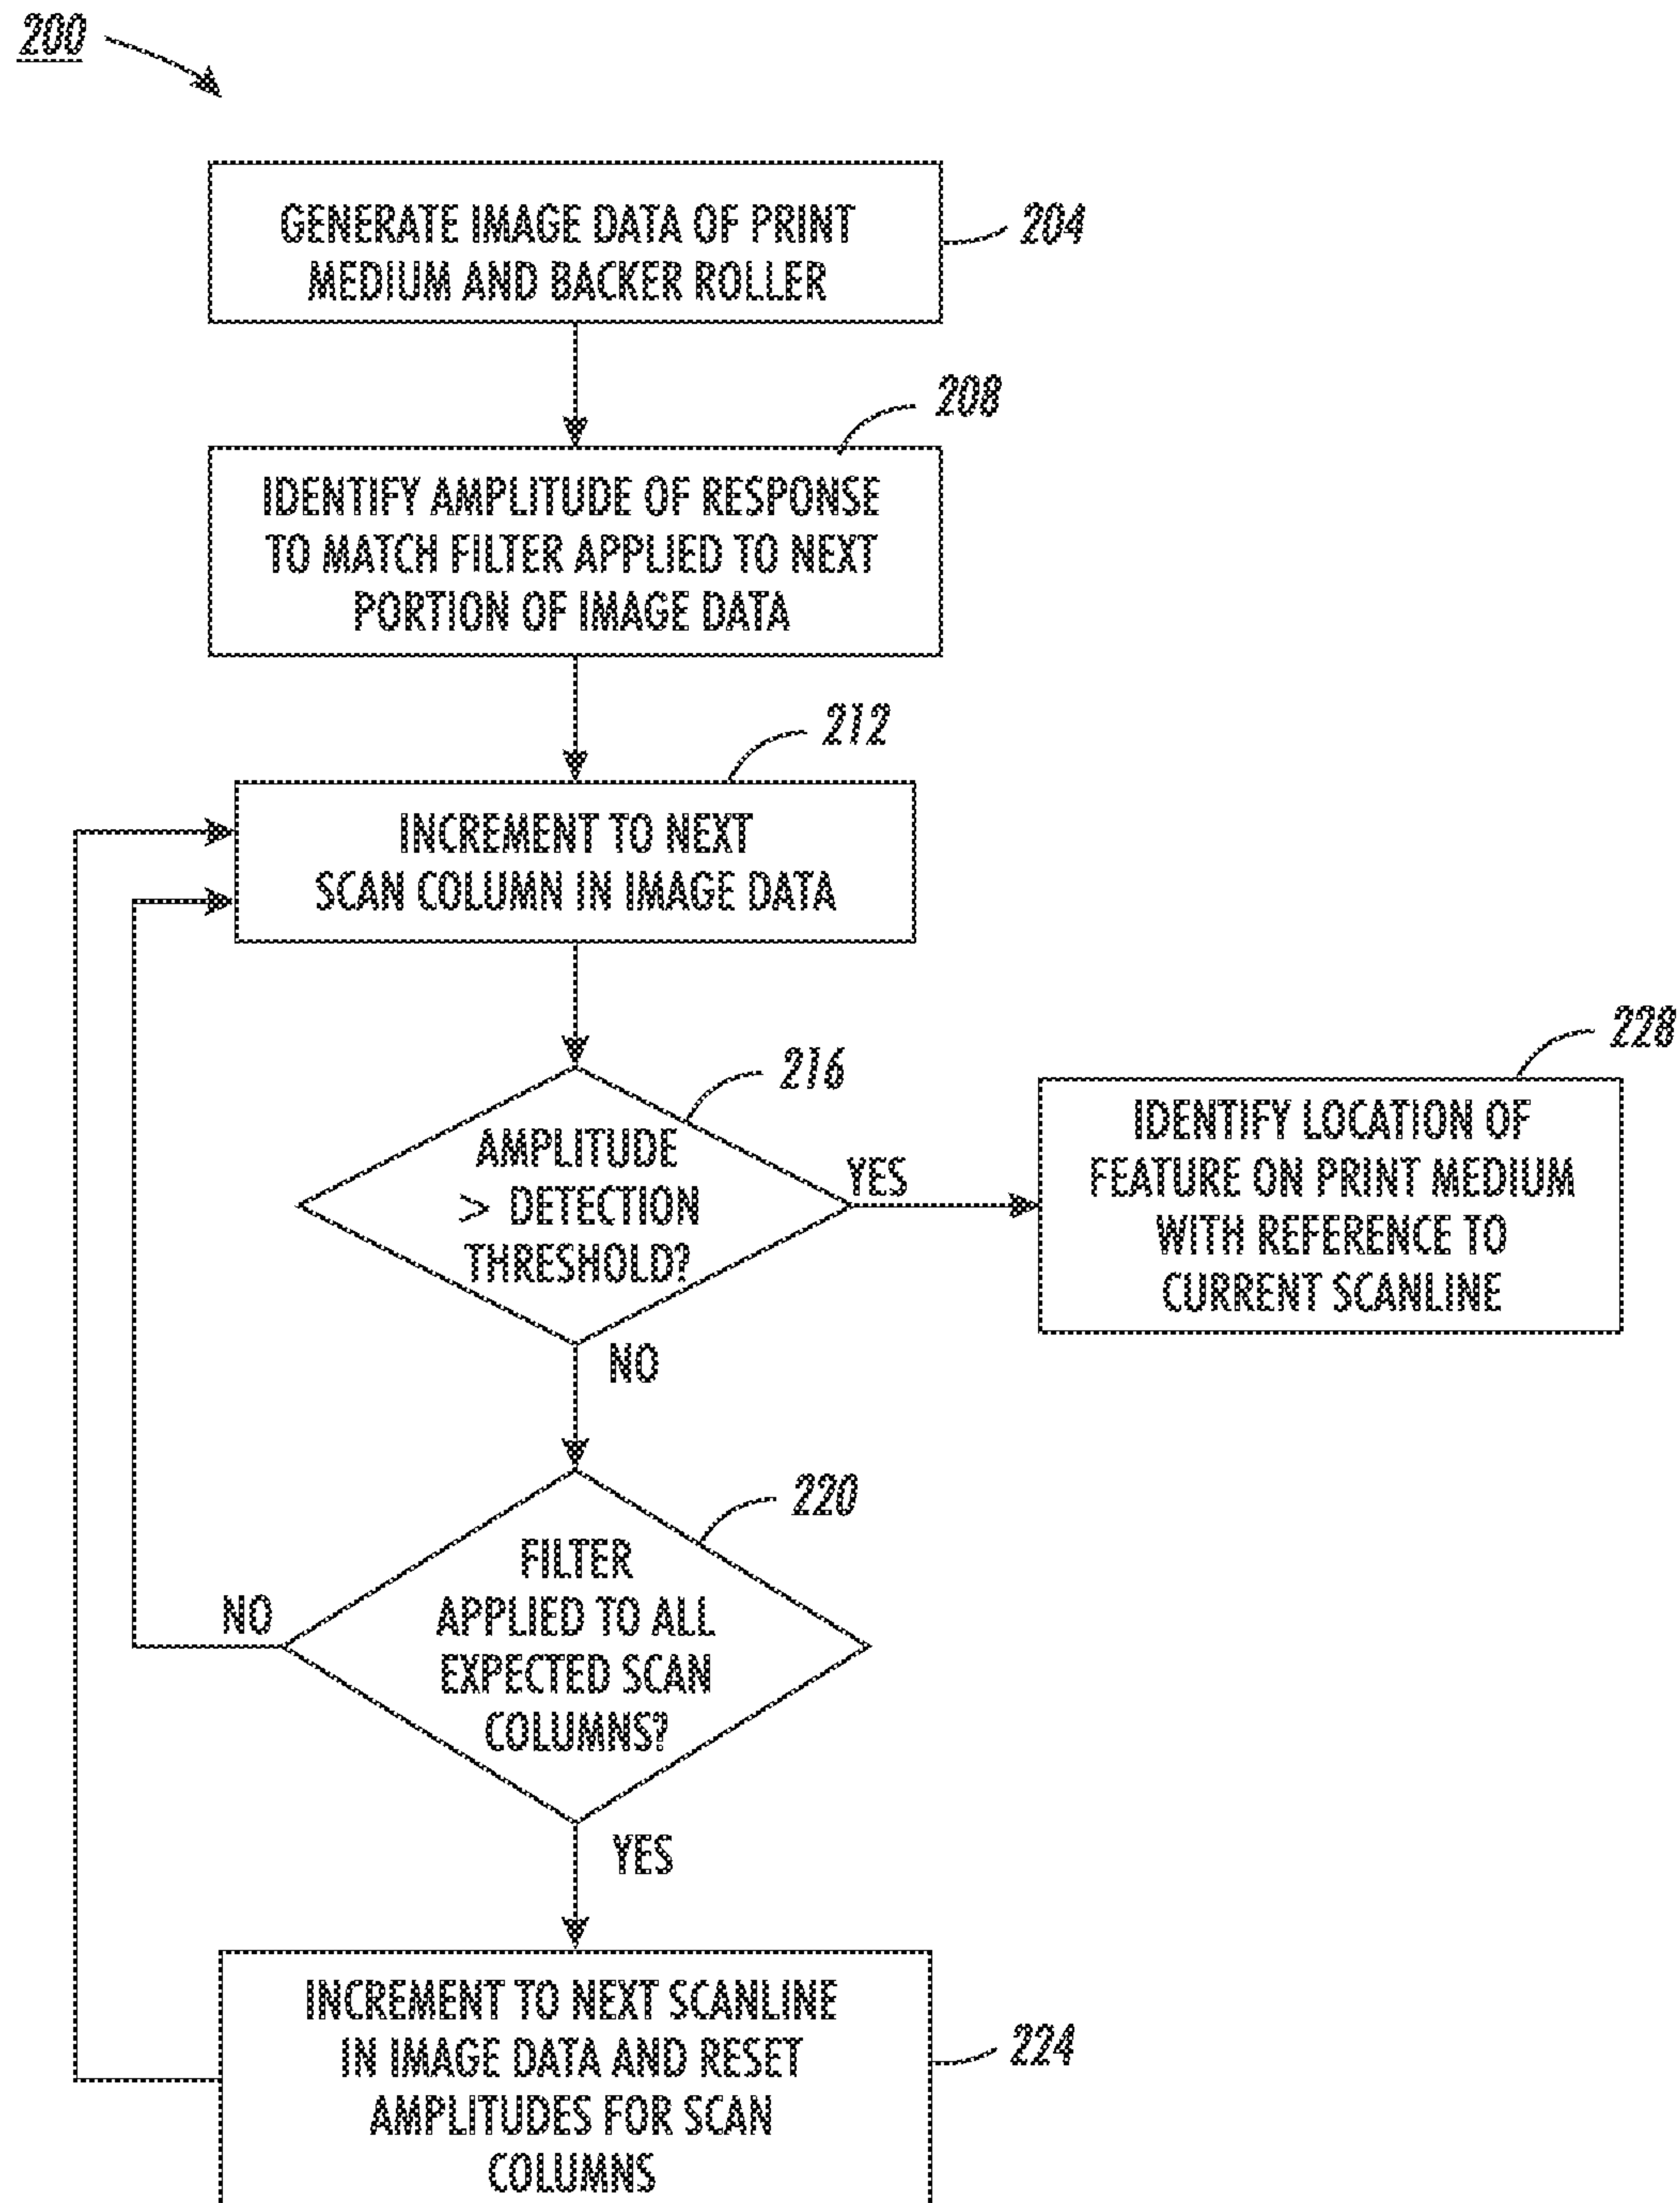 200
GENERATE IMAGE DATA OF PRINT
MEDIUM AND BACKER ROLLER
204
208
IDENTIFY AMPLITUDE OF RESPONSE
TO MATCH FILTER APPLIED TO NEXT
PORTION OF IMAGE DATA
212
INCREMENT TO NEXT
SCAN COLUMN IN IMAGE DATA
216
AMPLITUDE
> DETECTION
THRESHOLD?
YES
228
IDENTIFY LOCATION OF
FEATURE ON PRINT MEDIUM
WITH REFERENCE TO
CURRENT SCANLINE
NO
220
FILTER
APPLIED TO ALL
EXPECTED SCAN
COLUMNS?
NO
YES
INCREMENT TO NEXT SCANLINE
IN IMAGE DATA AND RESET
AMPLITUDES FOR SCAN
COLUMNS
224